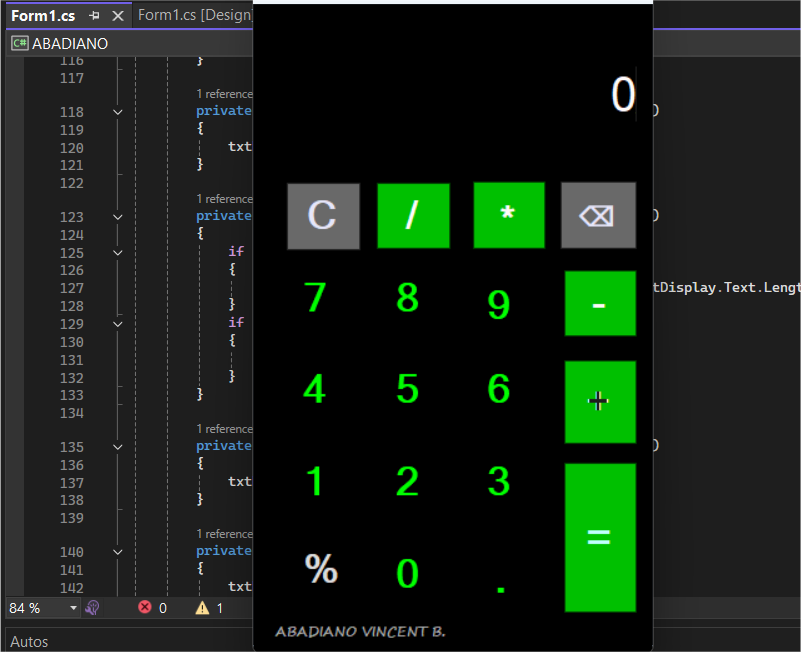 Form1.cs
Form1.cs [Design]
C# ABADIANO
116 }
117
1 reference
118 private
119 {
120 txt
121 }
122
1 reference
123 private
124 {
125 if
126 {
127 tDisplay.Text.Lengt
128 }
129 if
130 {
131
132 }
133 }
134
1 reference
135 private
136 {
137 txt
138 }
139
1 reference
140 private
141 {
142 txt
84 %
0
1
Autos
0
C / * ⌫
7 8 9 -
4 5 6 +
1 2 3 =
% 0 .
ABADIANO VINCENT B.